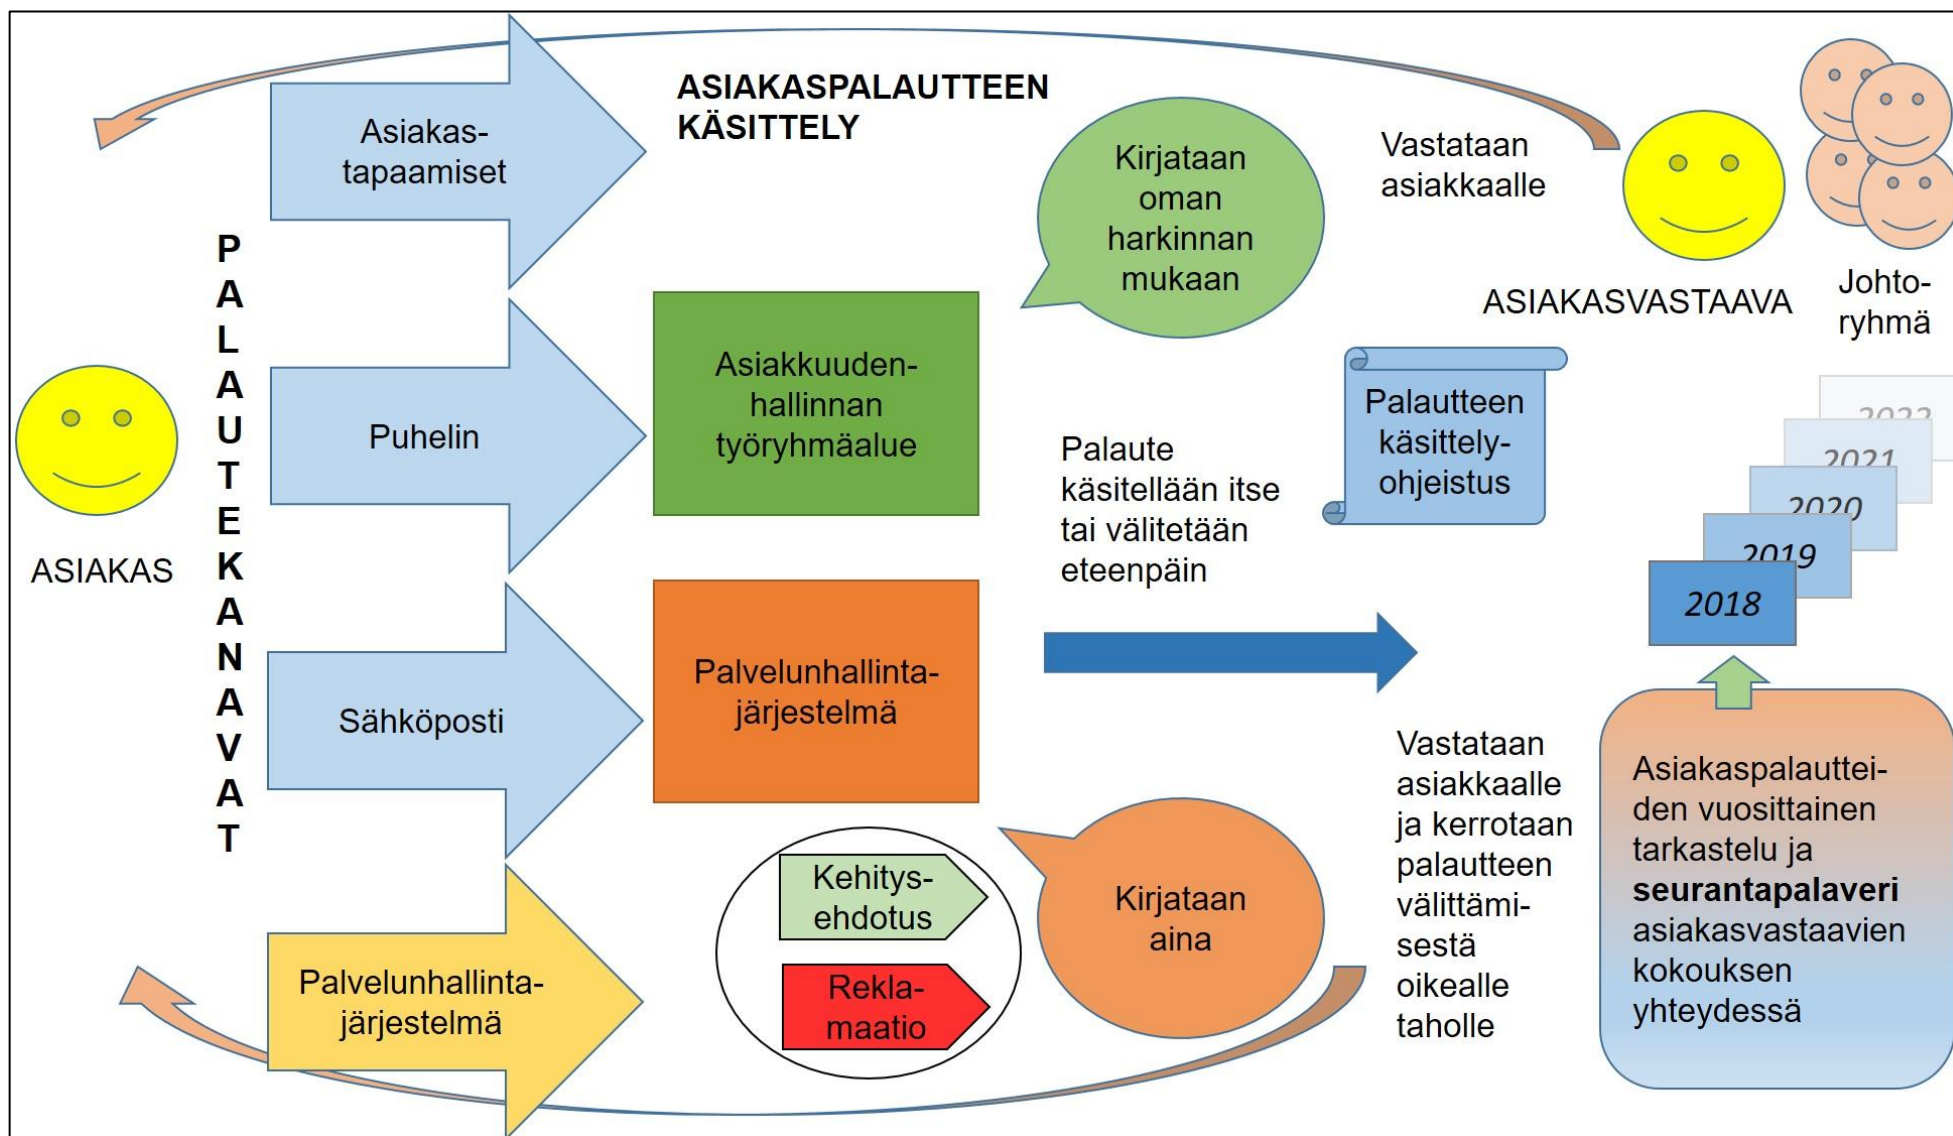 ASIAKAS
PALAUTEKANAVAT
Asiakas-
tapaamiset
Puhelin
Sähköposti
Palvelunhallinta-
järjestelmä
ASIAKASPALAUTTEEN
KÄSITTELY
Asiakkuuden-
hallinnan
työryhmäalue
Palvelunhallinta-
järjestelmä
Kehitys-
ehdotus
Rekla-
maatio
Kirjataan
oman
harkinnan
mukaan
Palaute
käsitellään itse
tai välitetään
eteenpäin
Kirjataan
aina
Vastataan
asiakkaalle
ASIAKASVASTAAVA
Johto-
ryhmä
Palautteen
käsittely-
ohjeistus
Vastataan
asiakkaalle
ja kerrotaan
palautteen
välittämi-
sestä
oikealle
taholle
2022
2021
2020
2019
2018
Asiakaspalauttei-
den vuosittainen
tarkastelu ja
seurantapalaveri
asiakasvastaavien
kokouksen
yhteydessä